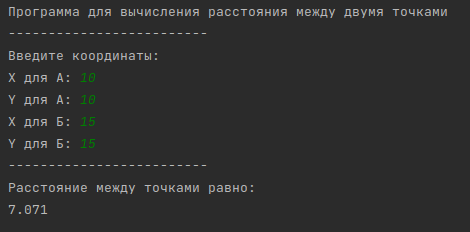 Программа для вычисления расстояния между двумя точками
-------------------------
Введите координаты:
X для А: 10
Y для А: 10
X для Б: 15
Y для Б: 15
-------------------------
Расстояние между точками равно:
7.071